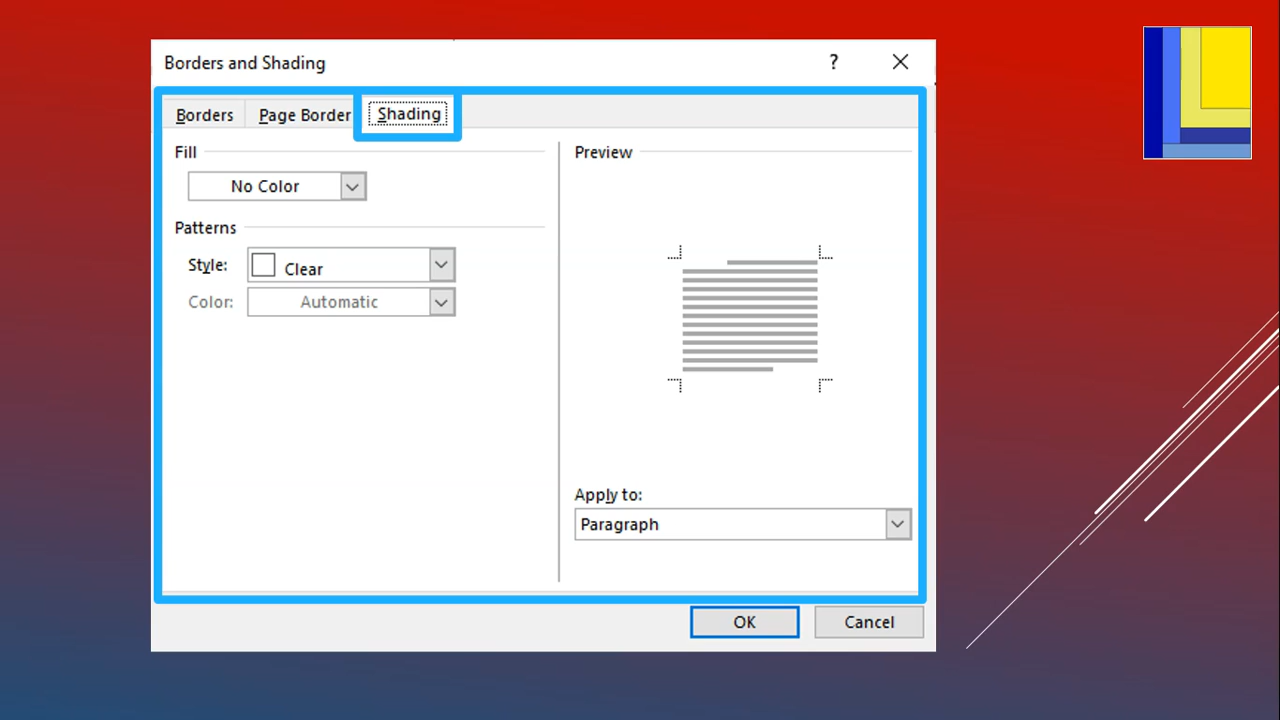 Borders and Shading
?
Borders Page Border Shading
Fill
No Color
Patterns
Style: Clear
Color: Automatic
Preview
Apply to:
Paragraph
OK Cancel